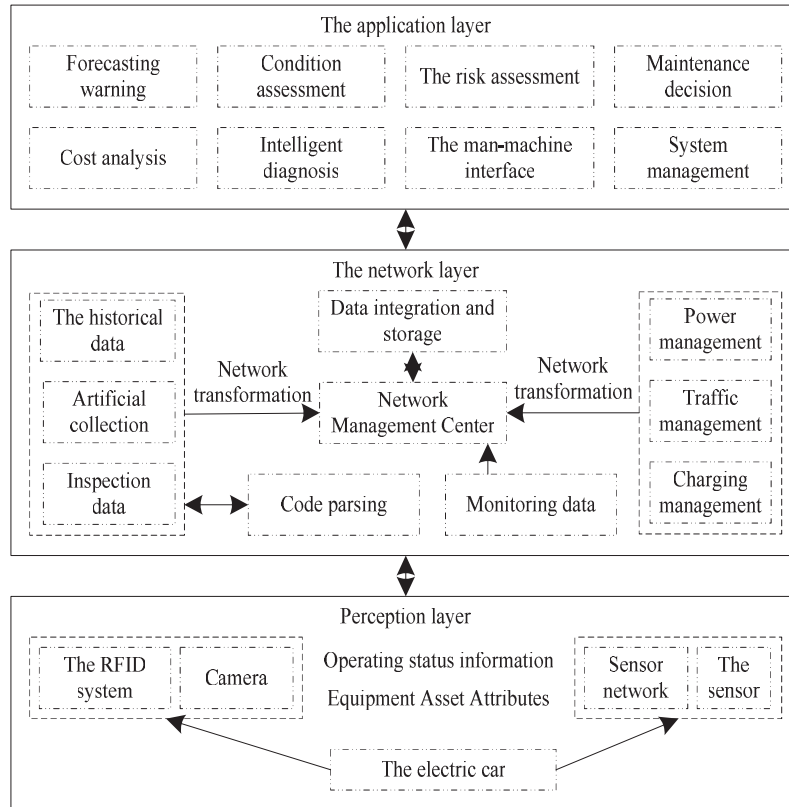 The application layer
Forecasting
warning
Condition
assessment
The risk assessment
Maintenance
decision
Cost analysis
Intelligent
diagnosis
The man-machine
interface
System
management
The network layer
The historical
data
Artificial
collection
Inspection
data
Network
transformation
Data integration and
storage
Network
Management Center
Code parsing
Monitoring data
Network
transformation
Power
management
Traffic
management
Charging
management
Perception layer
The RFID
system
Camera
Operating status information
Equipment Asset Attributes
Sensor
network
The
sensor
The electric car